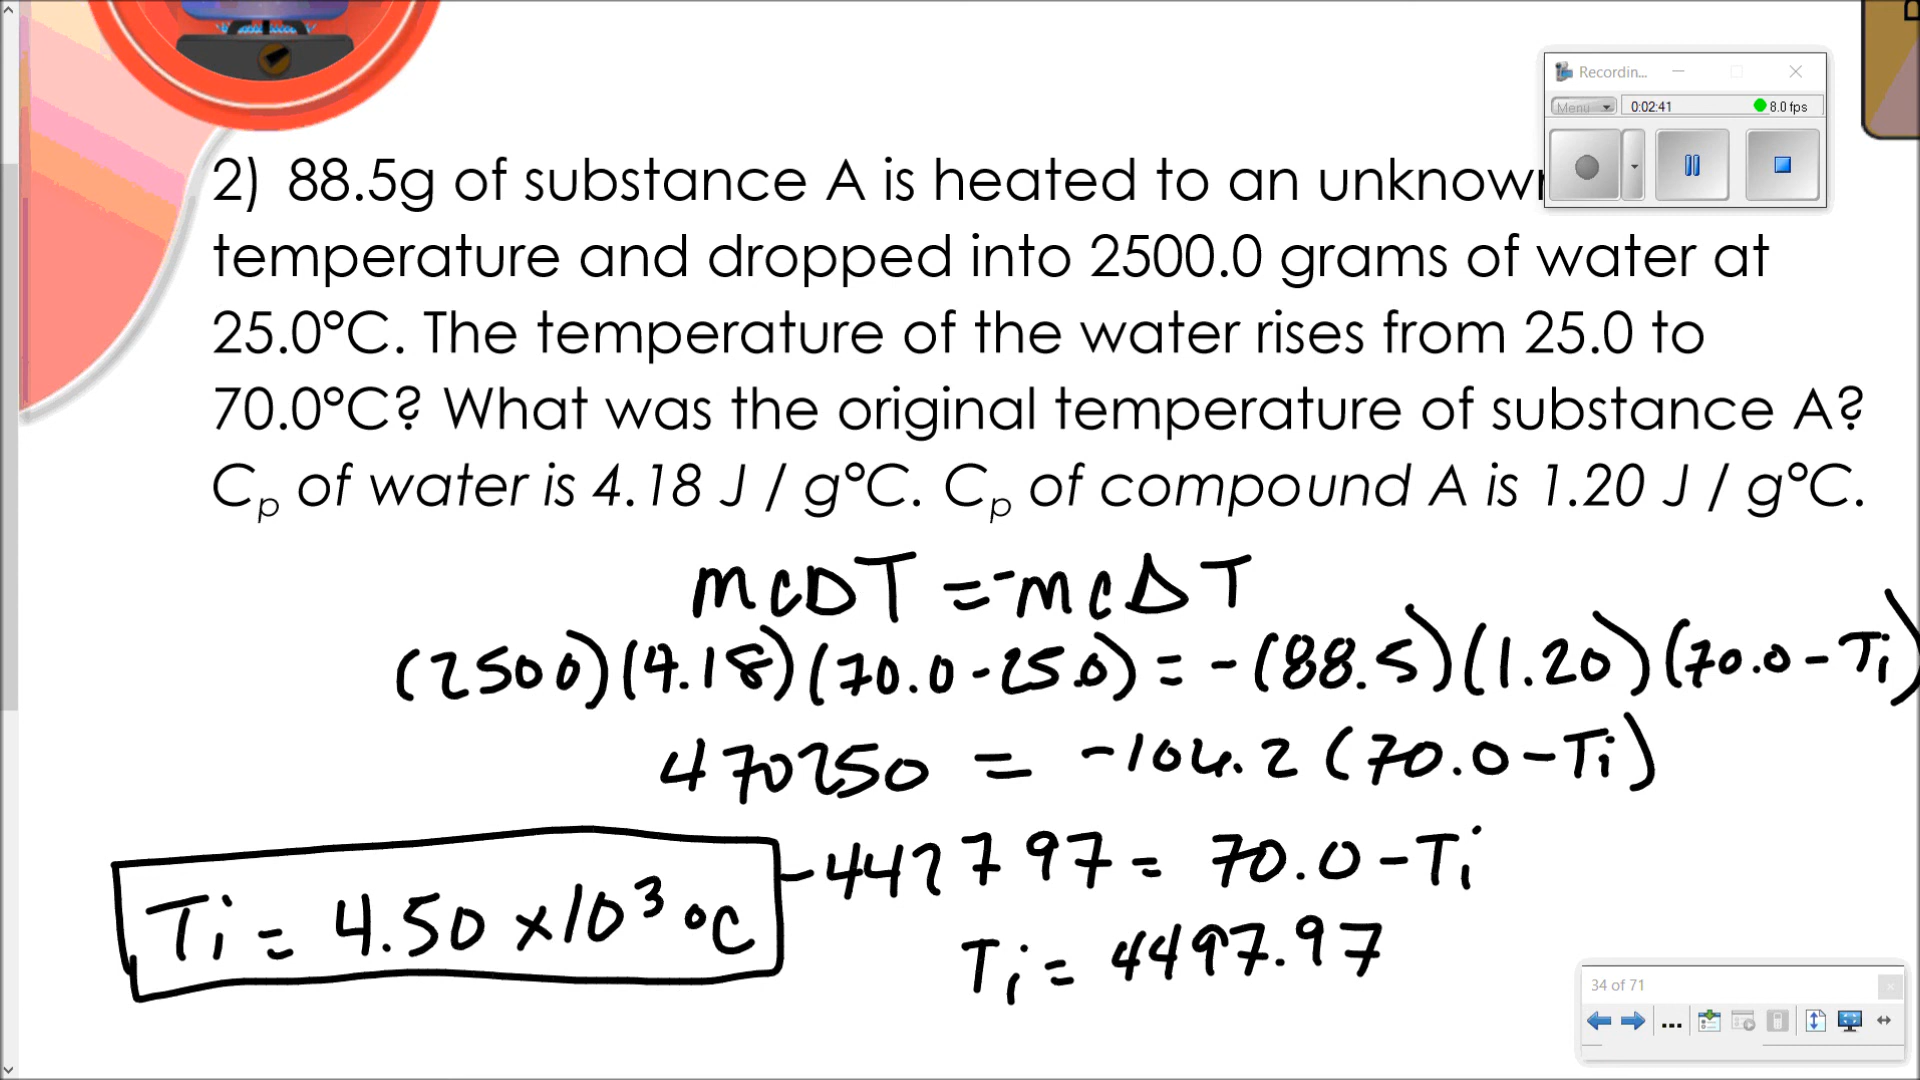 Recordin...
Menu 0:02:41 8.0 fps
2) 88.5g of substance A is heated to an unknown
temperature and dropped into 2500.0 grams of water at
25.0°C. The temperature of the water rises from 25.0 to
70.0°C? What was the original temperature of substance A?
Cp of water is 4.18 J / g°C. Cp of compound A is 1.20 J / g°C.
mcΔT = -mcΔT
(2500)(4.18)(70.0-25.0) = -(88.5)(1.20)(70.0-Ti)
470250 = -106.2(70.0-Ti)
-4427.97 = 70.0-Ti
Ti = 4497.97
Ti = 4.50 x10³ °C
34 of 71